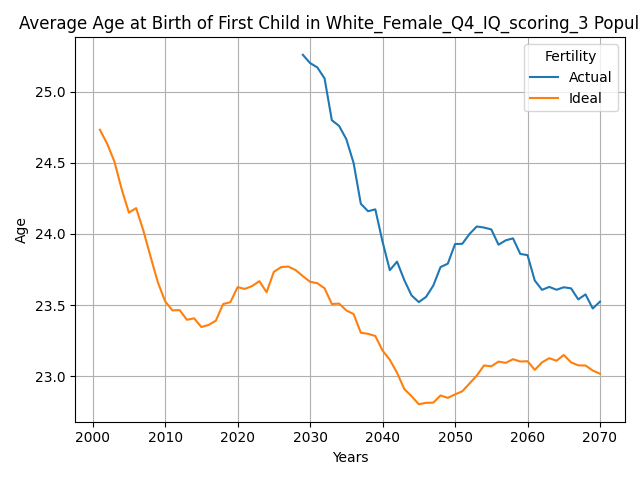 Average Age at Birth of First Child in White_Female_Q4_IQ_scoring_3 Popul
Fertility
Actual
Ideal
25.0
24.5
24.0
23.5
23.0
Age
2000 2010 2020 2030 2040 2050 2060 2070
Years